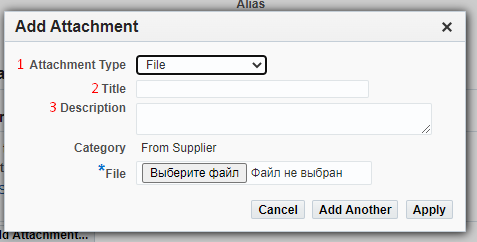 Alias
Add Attachment
1 Attachment Type File
2 Title
3 Description
Category From Supplier
*File Выберите файл Файл не выбран
Cancel Add Another Apply
dd Attachment...